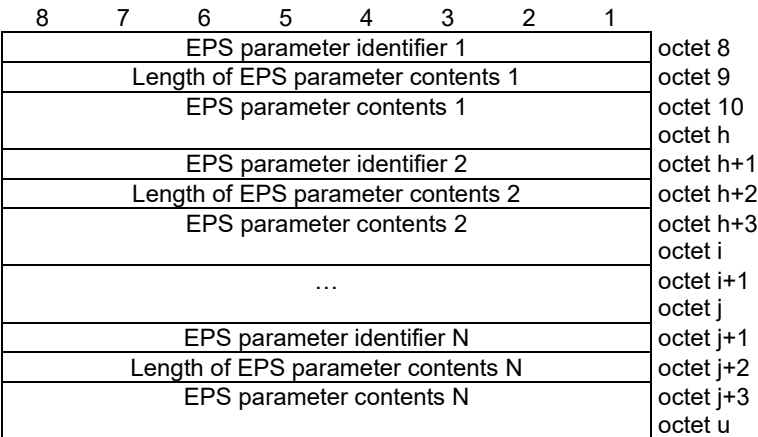 8 7 6 5 4 3 2 1
EPS parameter identifier 1 octet 8
Length of EPS parameter contents 1 octet 9
EPS parameter contents 1 octet 10
octet h
EPS parameter identifier 2 octet h+1
Length of EPS parameter contents 2 octet h+2
EPS parameter contents 2 octet h+3
octet i
… octet i+1
octet j
EPS parameter identifier N octet j+1
Length of EPS parameter contents N octet j+2
EPS parameter contents N octet j+3
octet u